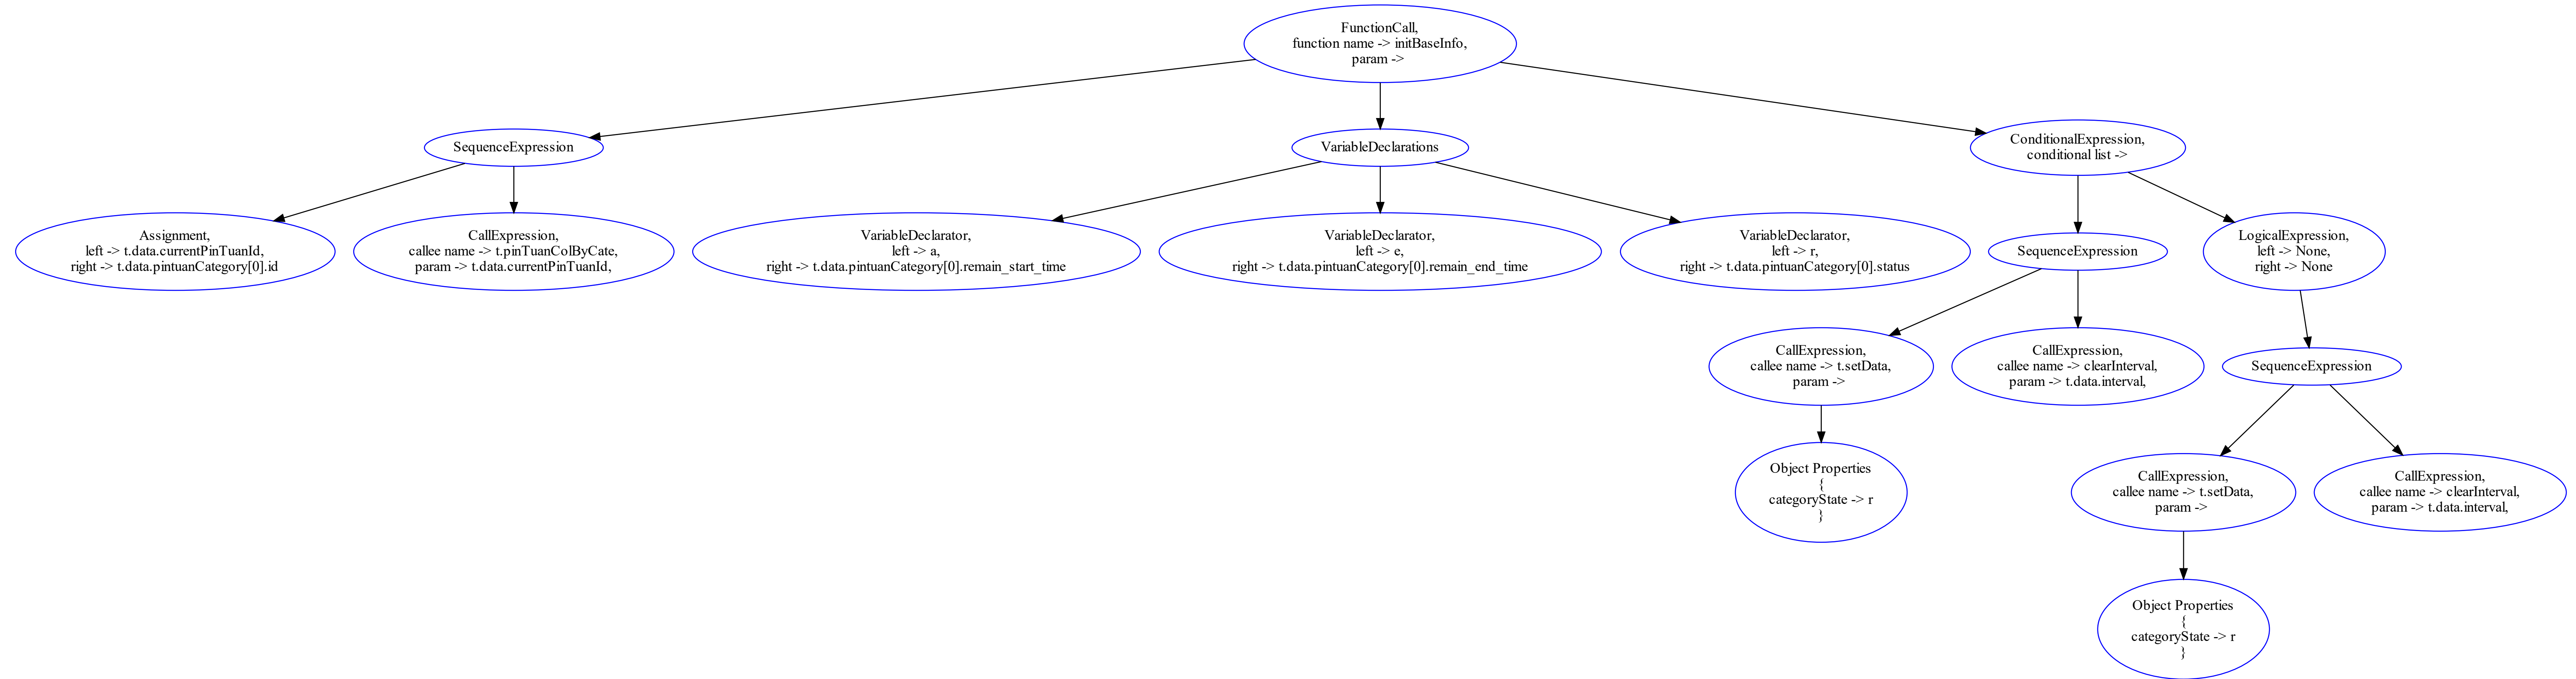 FunctionCall,
function name -> initBaseInfo,
param ->
SequenceExpression
VariableDeclarations
ConditionalExpression,
conditional list ->
Assignment,
left -> t.data.currentPinTuanId,
right -> t.data.pintuanCategory[0].id
CallExpression,
callee name -> t.pinTuanColByCate,
param -> t.data.currentPinTuanId,
VariableDeclarator,
left -> a,
right -> t.data.pintuanCategory[0].remain_start_time
VariableDeclarator,
left -> e,
right -> t.data.pintuanCategory[0].remain_end_time
VariableDeclarator,
left -> r,
right -> t.data.pintuanCategory[0].status
SequenceExpression
LogicalExpression,
left -> None,
right -> None
CallExpression,
callee name -> t.setData,
param ->
CallExpression,
callee name -> clearInterval,
param -> t.data.interval,
SequenceExpression
Object Properties
{
categoryState -> r
}
CallExpression,
callee name -> t.setData,
param ->
CallExpression,
callee name -> clearInterval,
param -> t.data.interval,
Object Properties
{
categoryState -> r
}